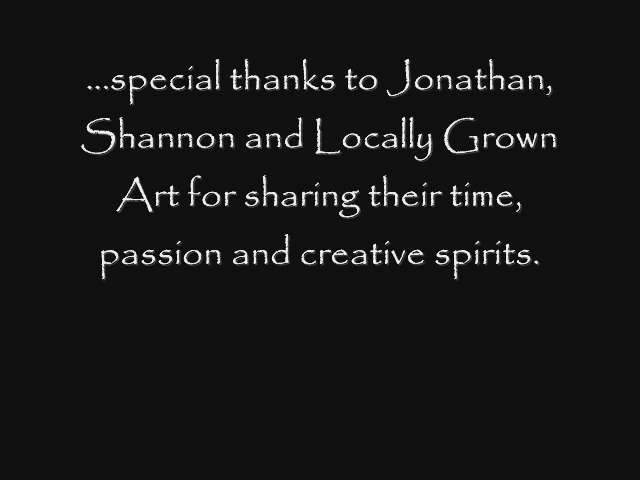 ...special thanks to Jonathan,
Shannon and Locally Grown
Art for sharing their time,
passion and creative spirits.